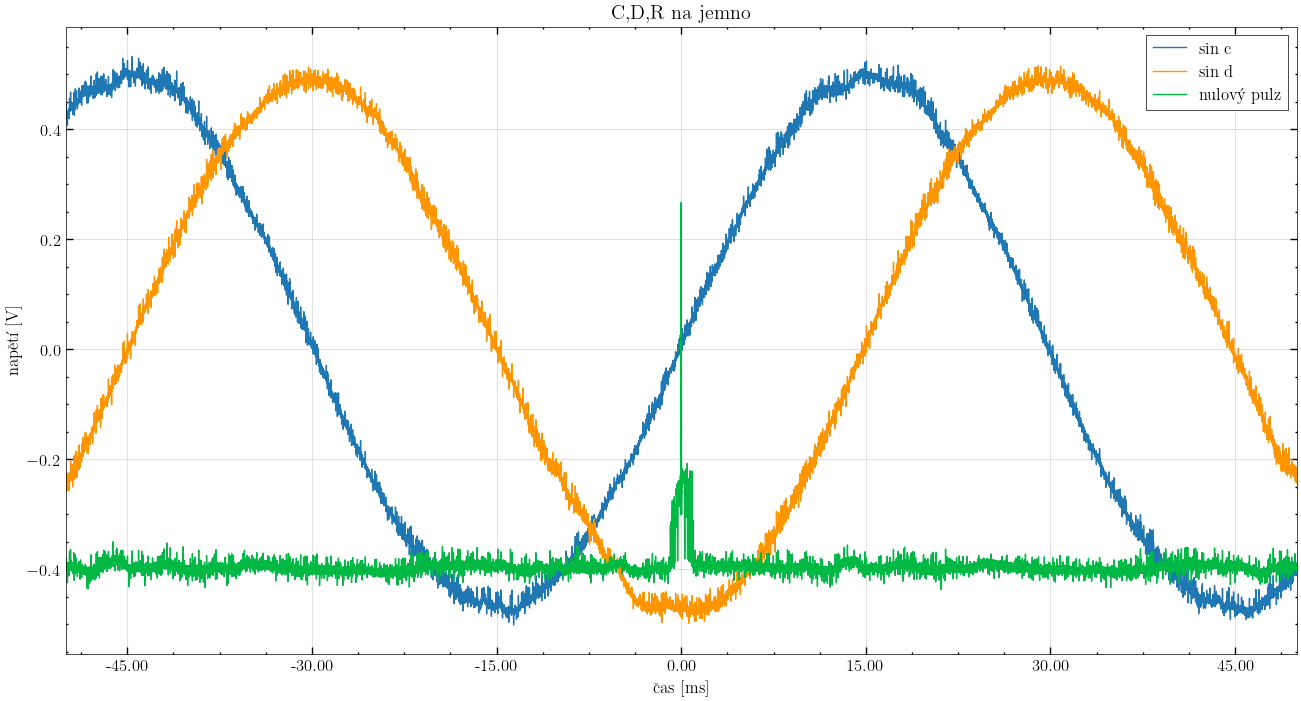 C,D,R na jemno
sin c
sin d
nulový pulz
napětí [V]
0.4
0.2
0.0
−0.2
−0.4
-45.00
-30.00
-15.00
0.00
15.00
30.00
45.00
čas [ms]